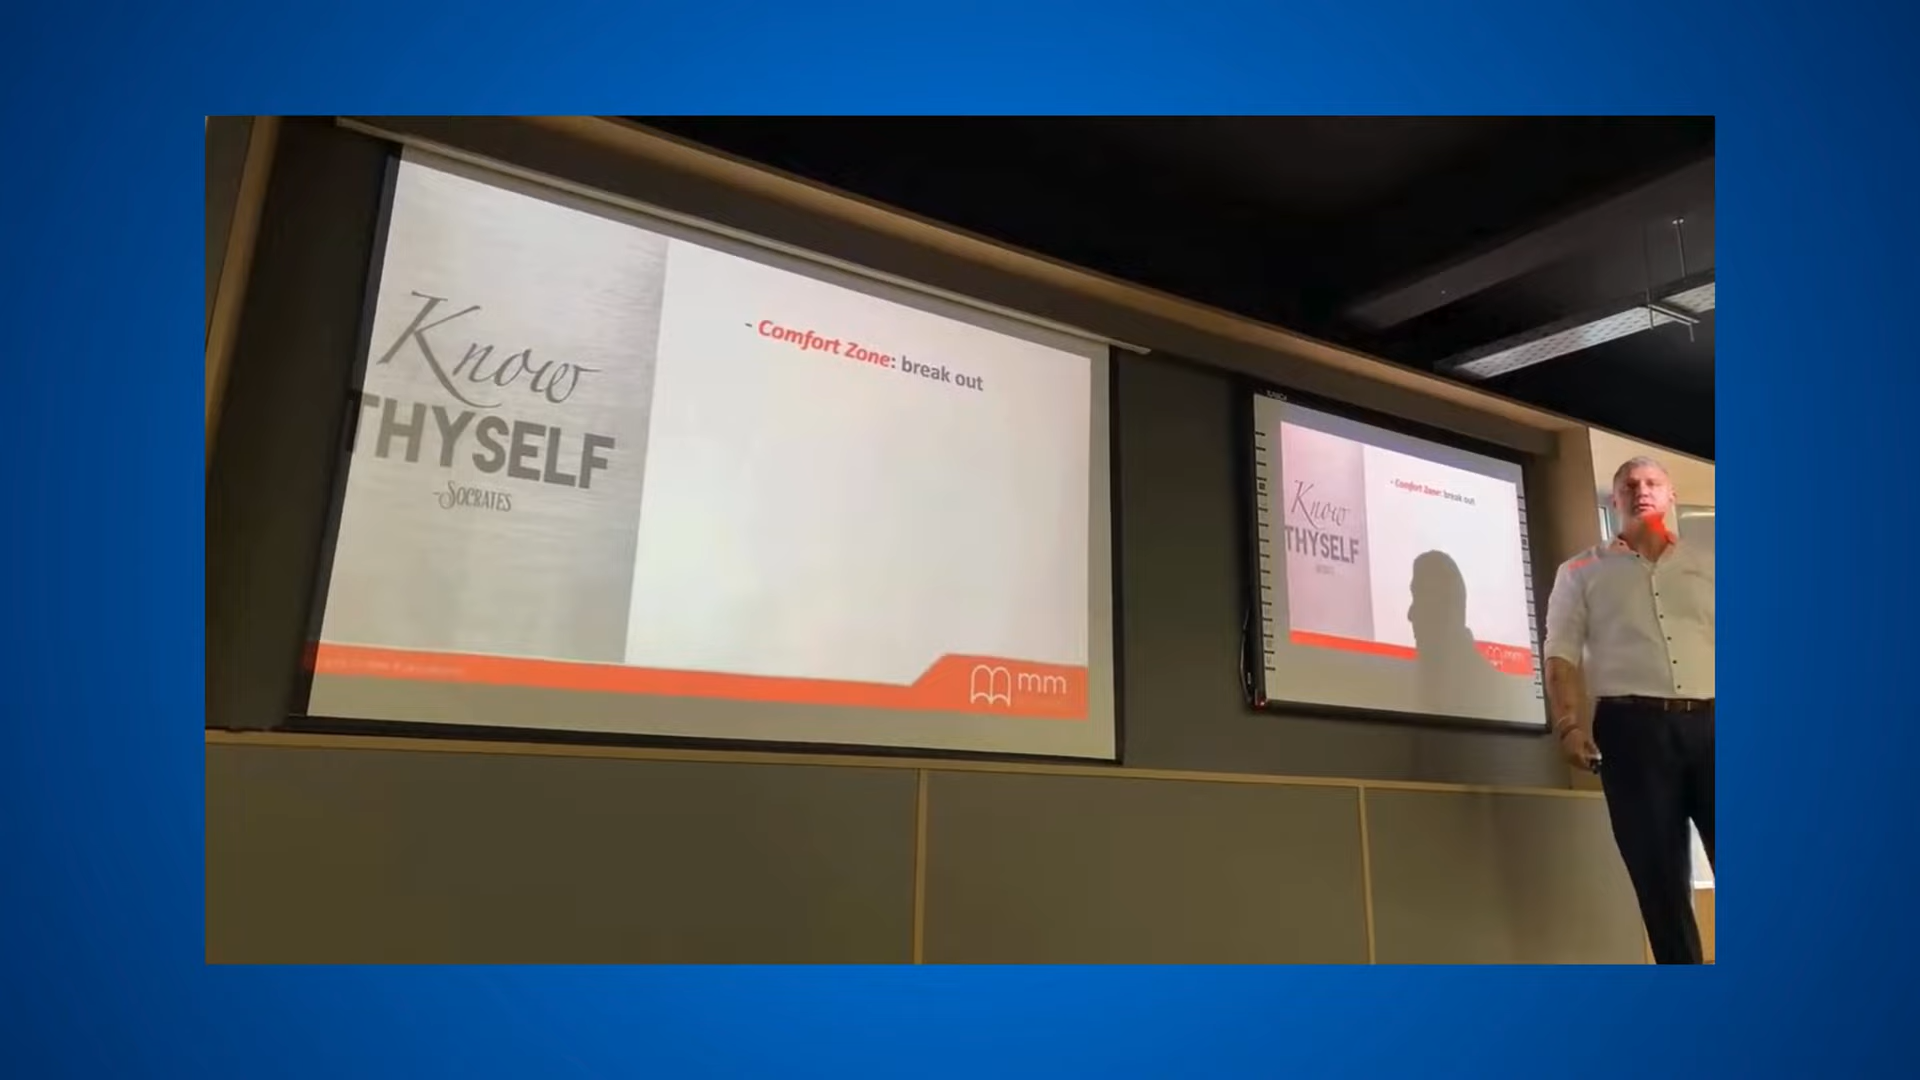 Know
THYSELF
-SOCRATES
- Comfort Zone: break out
mm
Know
THYSELF
- Comfort Zone: break out
mm